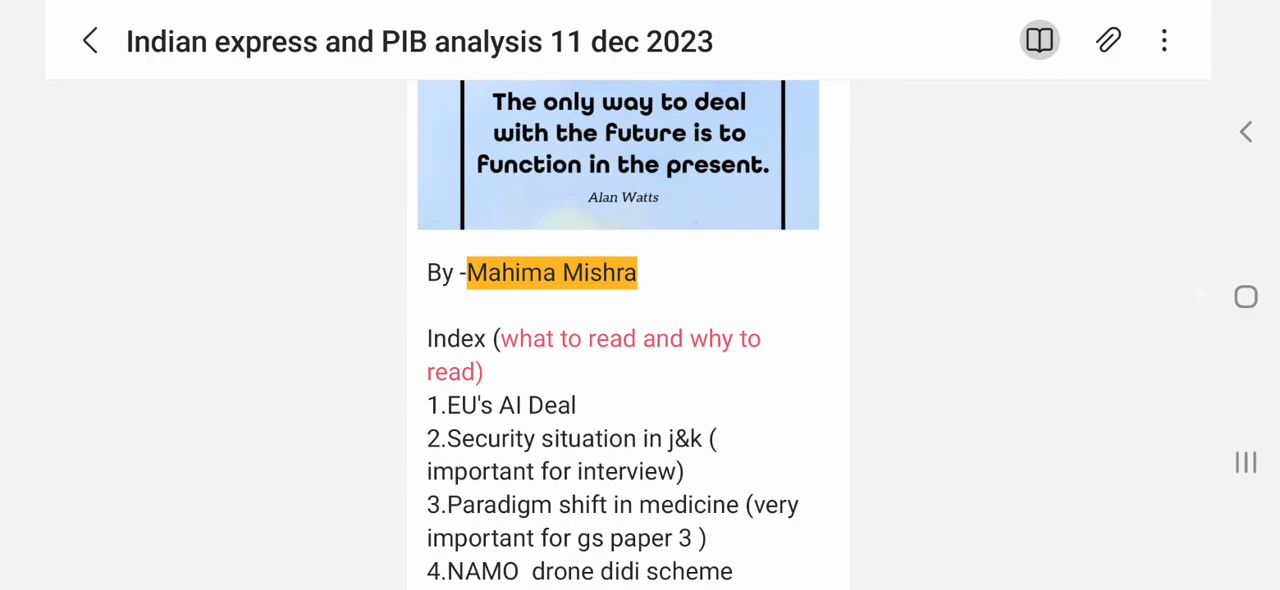 Indian express and PIB analysis 11 dec 2023
The only way to deal
with the future is to
function in the present.
Alan Watts
By -Mahima Mishra
Index (what to read and why to
read)
1.EU's AI Deal
2.Security situation in j&k (
important for interview)
3.Paradigm shift in medicine (very
important for gs paper 3 )
4.NAMO  drone didi scheme